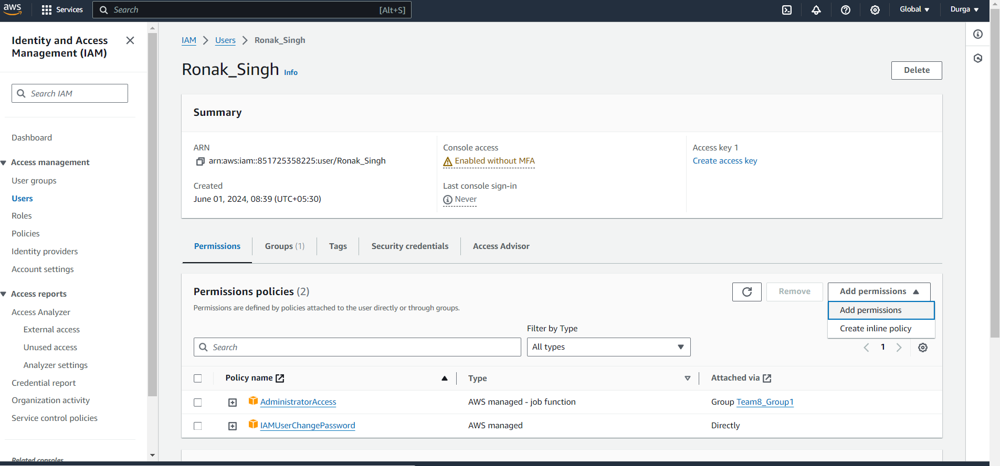 aws Services Search [Alt+S] Global Durga
Identity and Access
Management (IAM)
Search IAM
Dashboard
Access management
User groups
Users
Roles
Policies
Identity providers
Account settings
Access reports
Access Analyzer
External access
Unused access
Analyzer settings
Credential report
Organization activity
Service control policies
Related consoles
IAM Users Ronak_Singh
Ronak_Singh Info
Delete
Summary
ARN
arn:aws:iam::851725358225:user/Ronak_Singh
Created
June 01, 2024, 08:39 (UTC+05:30)
Console access
Enabled without MFA
Last console sign-in
Never
Access key 1
Create access key
Permissions Groups (1) Tags Security credentials Access Advisor
Permissions policies (2)
Permissions are defined by policies attached to the user directly or through groups.
Remove Add permissions
Add permissions
Create inline policy
Filter by Type
Search All types 1
Policy name Type Attached via
AdministratorAccess AWS managed - job function Group Team8_Group1
IAMUserChangePassword AWS managed Directly